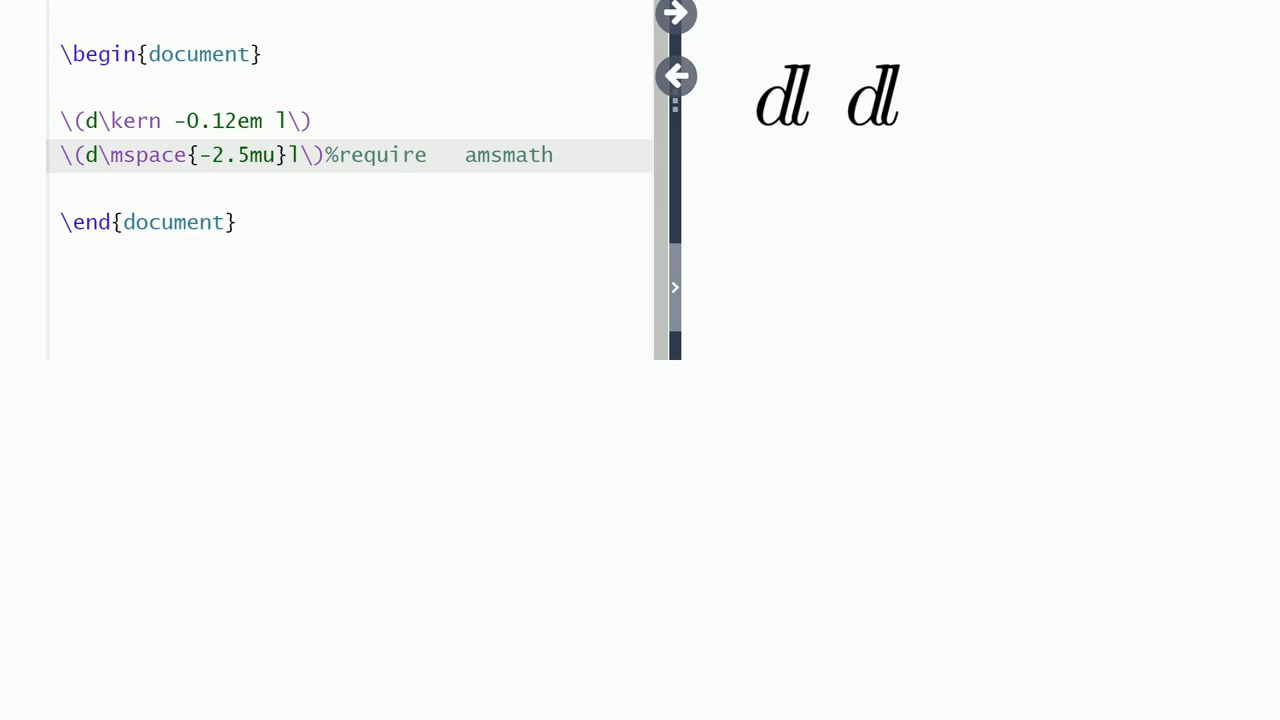 \begin{document}
\(d\kern -0.12em l\)
\(d\mspace{-2.5mu}l\)%require   amsmath
\end{document}
dl dl